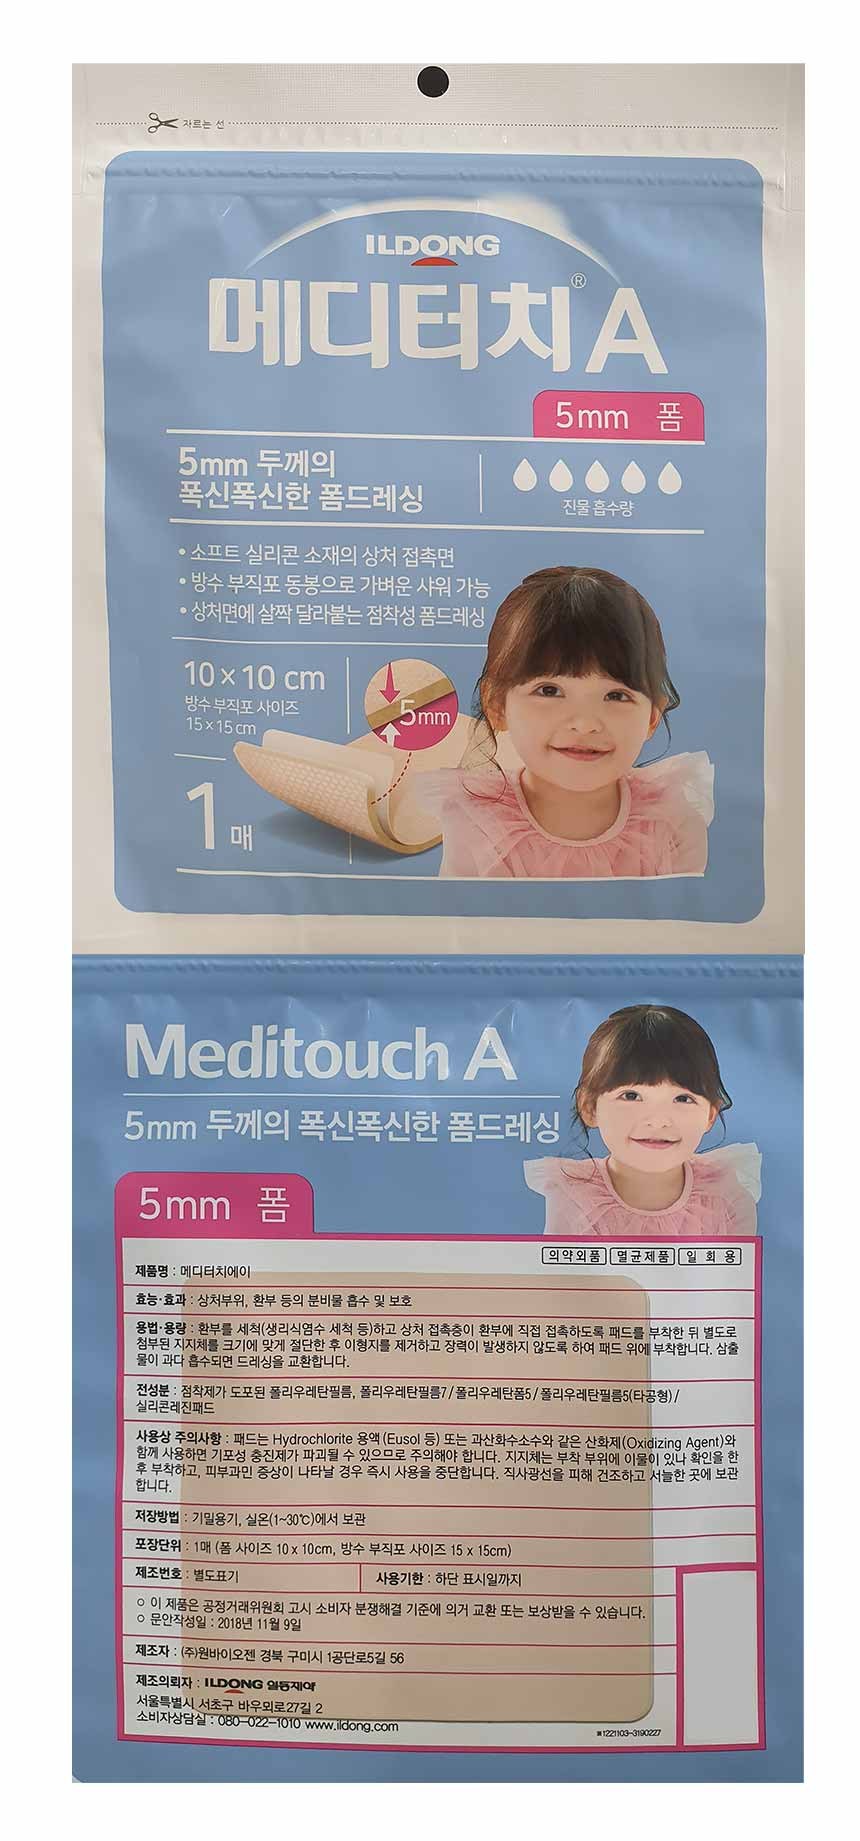 자르는 선
ILDONG
메디터치® A
5mm 폼
5mm 두께의
폭신폭신한 폼드레싱
진물 흡수량
• 소프트 실리콘 소재의 상처 접촉면
• 방수 부직포 동봉으로 가벼운 샤워 가능
• 상처면에 살짝 달라붙는 점착성 폼드레싱
10 x 10 cm
방수 부직포 사이즈
15 x 15 cm
5mm
1 매
Meditouch A
5mm 두께의 폭신폭신한 폼드레싱
5mm 폼
의약외품 멸균제품 일 회 용
제품명 : 메디터치에이
효능·효과 : 상처부위, 환부 등의 분비물 흡수 및 보호
용법·용량 : 환부를 세척(생리식염수 세척 등)하고 상처 접촉층이 환부에 직접 접촉하도록 패드를 부착한 뒤 별도로
첨부된 지지체를 크기에 맞게 절단한 후 이형지를 제거하고 장력이 발생하지 않도록 하여 패드 위에 부착합니다. 삼출
물이 과다 흡수되면 드레싱을 교환합니다.
전성분 : 점착제가 도포된 폴리우레탄필름, 폴리우레탄필름7 / 폴리우레탄폼5 / 폴리우레탄필름5(타공형) /
실리콘레진패드
사용상 주의사항 : 패드는 Hydrochlorite 용액 (Eusol 등) 또는 과산화수소수와 같은 산화제(Oxidizing Agent)와
함께 사용하면 기포성 충진제가 파괴될 수 있으므로 주의해야 합니다. 지지체는 부착 부위에 이물이 있나 확인을 한
후 부착하고, 피부과민 증상이 나타날 경우 즉시 사용을 중단합니다. 직사광선을 피해 건조하고 서늘한 곳에 보관
합니다.
저장방법 : 기밀용기, 실온(1~30℃)에서 보관
포장단위 : 1매 (폼 사이즈 10 x 10cm, 방수 부직포 사이즈 15 x 15cm)
제조번호 : 별도표기 사용기한 : 하단 표시일까지
○ 이 제품은 공정거래위원회 고시 소비자 분쟁해결 기준에 의거 교환 또는 보상받을 수 있습니다.
○ 문안작성일 : 2018년 11월 9일
제조자 : (주)원바이오젠 경북 구미시 1공단로5길 56
제조의뢰자 : ILDONG 일동제약
서울특별시 서초구 바우뫼로27길 2
소비자상담실 : 080-022-1010 www.ildong.com
※1221103-3190227